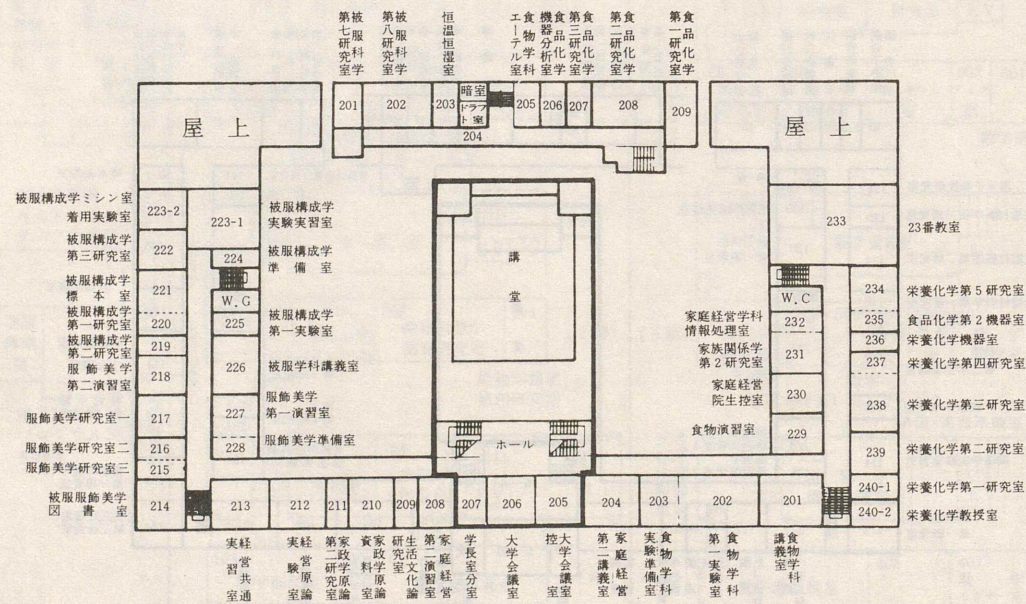 被服科学
第七研究室
被服科学
第八研究室
恒温恒湿室
食物学科
エーテル室
食品化学
機器分析室
食品化学
第三研究室
食品化学
第二研究室
食品化学
第一研究室
屋上
201
202
203
暗室
ドラフ
ト室
205
206
207
208
209
屋上
204
被服構成学ミシン室
着用実験室
223-2
223-1
被服構成学
実験実習室
講堂
233
23番教室
被服構成学
第三研究室
222
224
被服構成学
準備室
被服構成学
標本室
221
W.G
W.C
234
栄養化学第5研究室
被服構成学
第一研究室
220
225
被服構成学
第一実験室
家庭経営学科
情報処理室
232
235
食品化学第2機器室
被服構成学
第二研究室
219
236
栄養化学機器室
服飾美学
第二演習室
218
226
被服学科講義室
家族関係学
第2研究室
231
237
栄養化学第四研究室
服飾美学研究室一
217
227
服飾美学
第一演習室
家庭経営
院生控室
230
238
栄養化学第三研究室
服飾美学研究室二
216
228
服飾美学準備室
ホール
食物演習室
229
239
栄養化学第二研究室
服飾美学研究室三
215
被服服飾美学
図書室
214
213
212
211
210
209
208
207
206
205
204
203
202
201
240-1
栄養化学第一研究室
240-2
栄養化学教授室
経営共通
実習室
経営原論
実験室
家政学原論
第二研究室
家政学原論
資料室
生活文化論
研究室
家庭経営
第二演習室
学長室分室
大学会議室
大学会議室
控室
家庭経営
第二講義室
食物学科
実験準備室
食物学科
第一実験室
食物学科
講義室